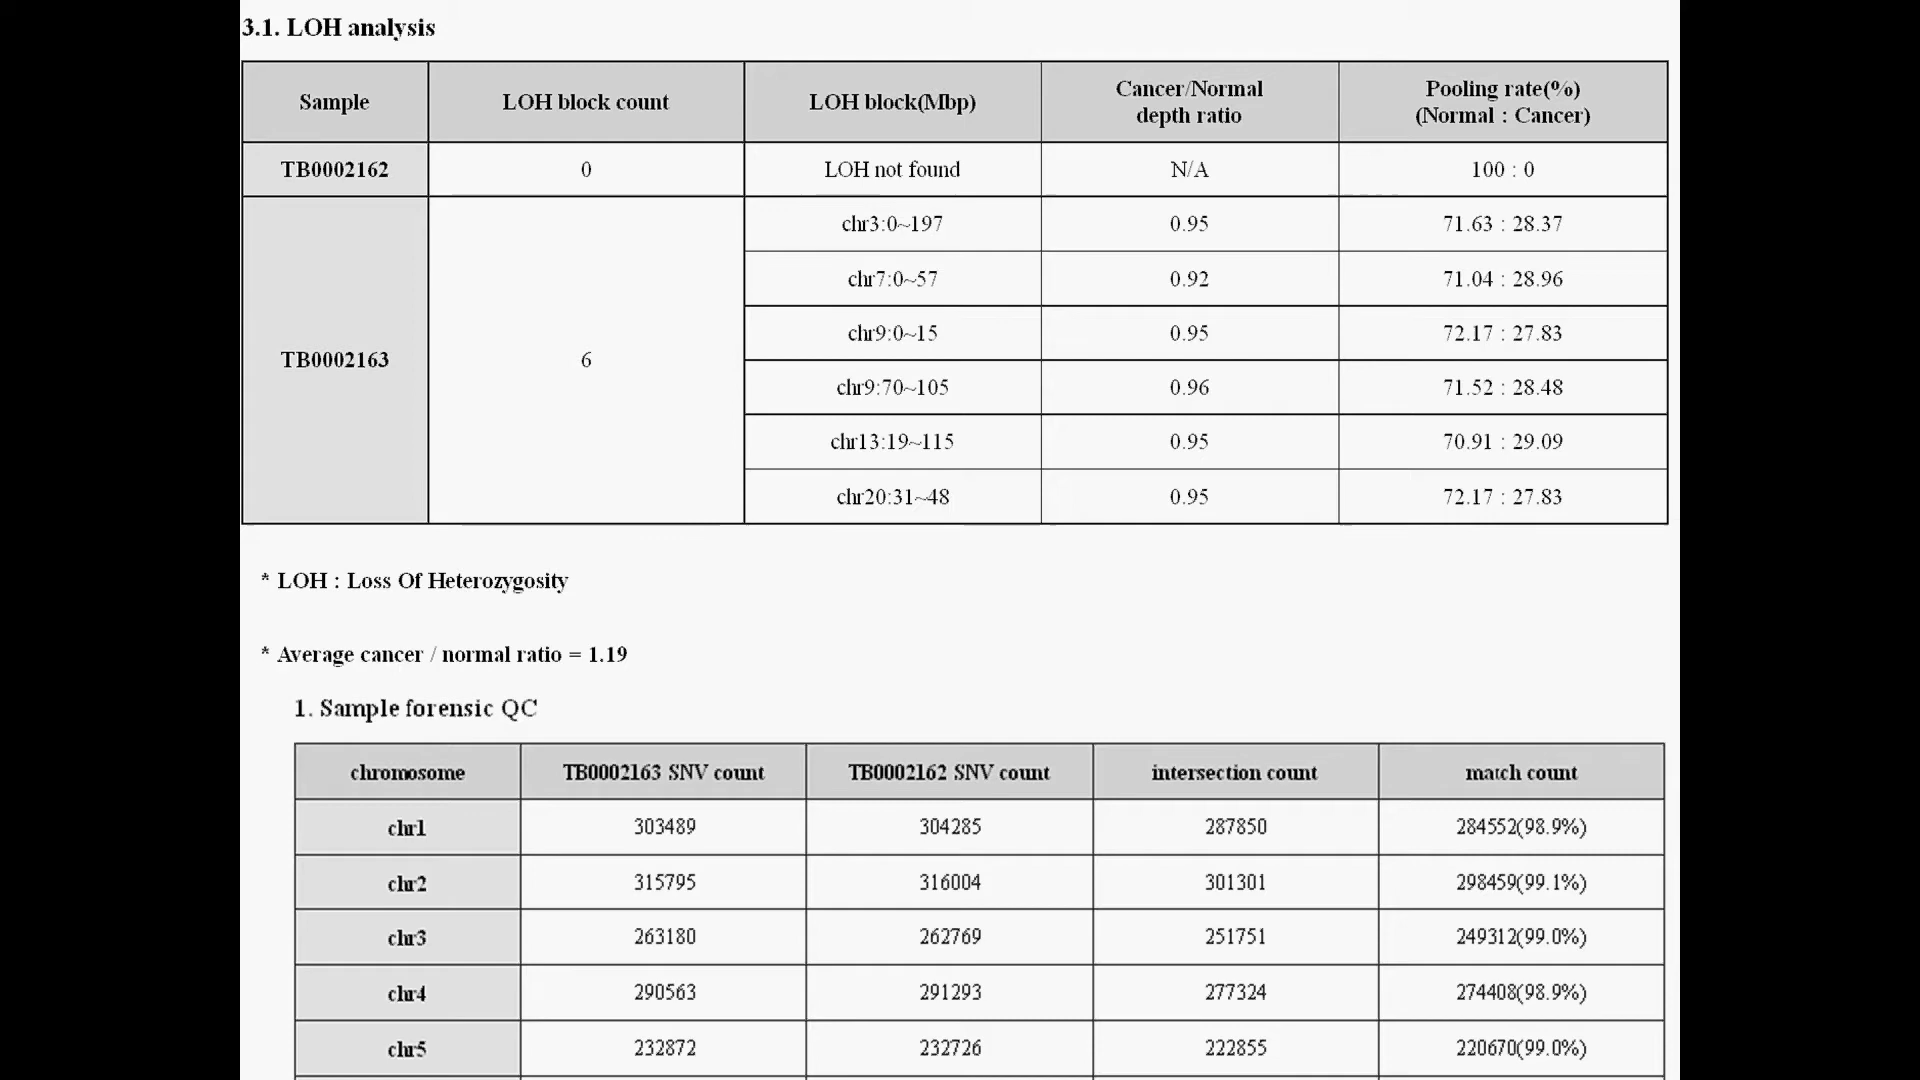 3.1. LOH analysis
Sample LOH block count LOH block(Mbp) Cancer/Normal depth ratio Pooling rate(%) (Normal : Cancer)
TB0002162 0 LOH not found N/A 100 : 0
TB0002163 6
chr3:0~197 0.95 71.63 : 28.37
chr7:0~57 0.92 71.04 : 28.96
chr9:0~15 0.95 72.17 : 27.83
chr9:70~105 0.96 71.52 : 28.48
chr13:19~115 0.95 70.91 : 29.09
chr20:31~48 0.95 72.17 : 27.83
* LOH : Loss Of Heterozygosity
* Average cancer / normal ratio = 1.19
1. Sample forensic QC
chromosome TB0002163 SNV count TB0002162 SNV count intersection count match count
chr1 303489 304285 287850 284552(98.9%)
chr2 315795 316004 301301 298459(99.1%)
chr3 263180 262769 251751 249312(99.0%)
chr4 290563 291293 277324 274408(98.9%)
chr5 232872 232726 222855 220670(99.0%)